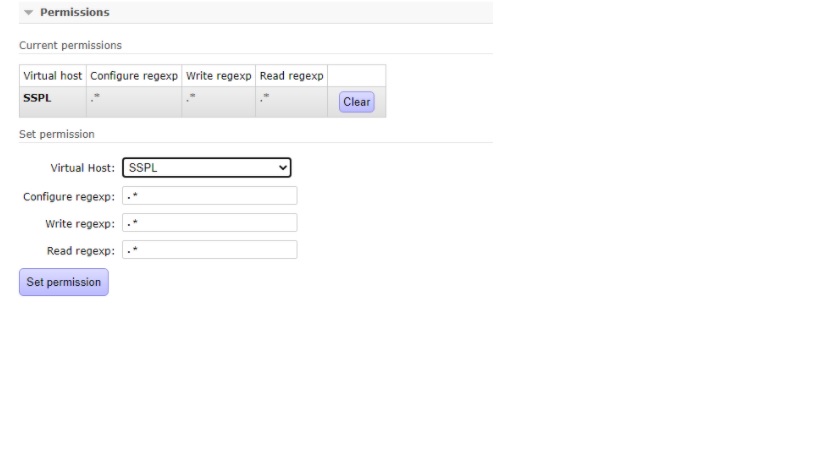 Permissions
Current permissions
Virtual host Configure regexp Write regexp Read regexp
SSPL .* .* .* Clear
Set permission
Virtual Host: SSPL
Configure regexp: .*
Write regexp: .*
Read regexp: .*
Set permission